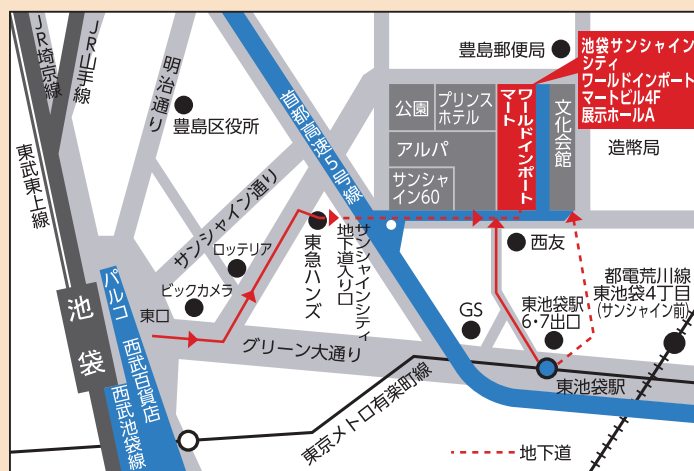 JR埼京線
JR山手線
明治通り
豊島区役所
東武東上線
首都高速5号線
豊島郵便局
池袋サンシャイン
シティ
ワールドインポート
マートビル4F
展示ホールA
公園
プリンス
ホテル
ワールドインポート
マート
文化会館
アルパ
サンシャ
イン60
造幣局
サンシャイン通り
ロッテリア
ビックカメラ
東急ハンズ
サンシャインシティ
地下道入り口
西友
都電荒川線
東池袋4丁目
(サンシャイン前)
GS
東池袋駅
6・7出口
池袋
パルコ
西武百貨店
西武池袋線
東口
グリーン大通り
東池袋駅
東京メトロ有楽町線
地下道